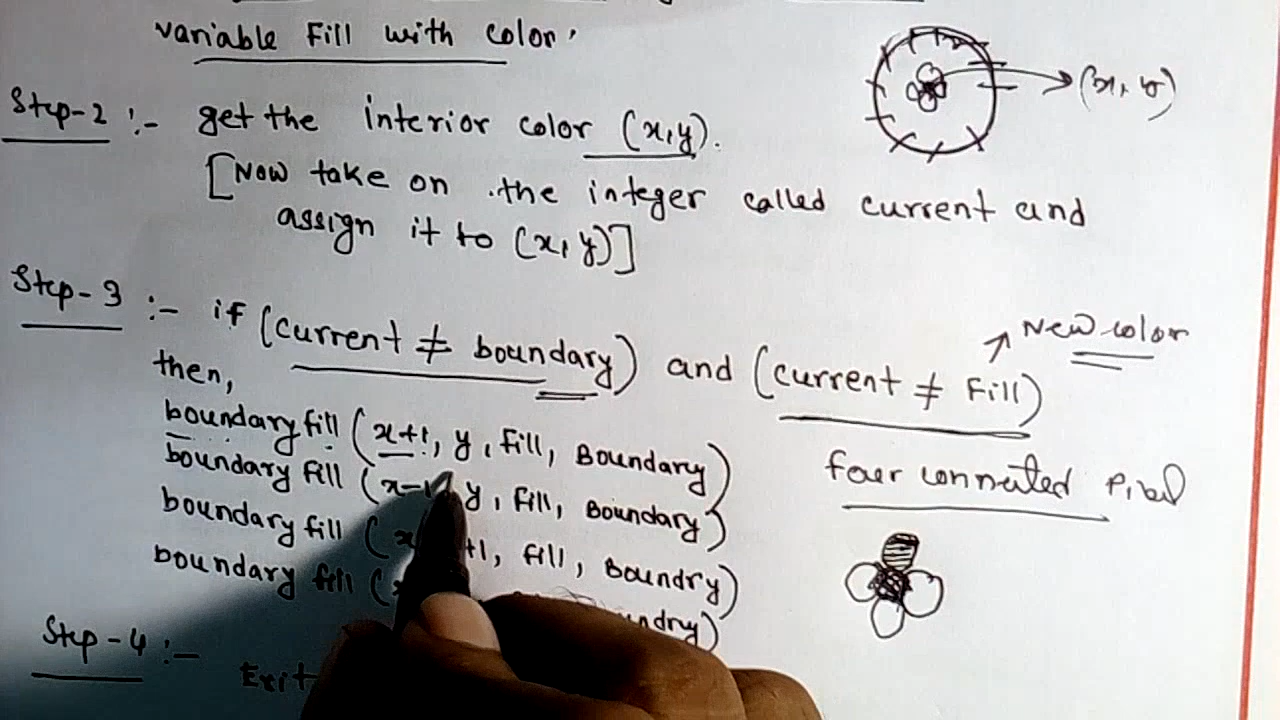 variable Fill with color.
Step-2 :- get the interior color (x,y).
[Now take on the integer called current and
assign it to (x, y)]
(x, y)
Step-3 :- if (current ≠ boundary) and (current ≠ Fill)
New color
then,
boundary fill (x+1, y, Fill, Boundary)
boundary fill (x-1, y, Fill, Boundary)
boundary fill (x +1, fill, Boundry)
boundary fill (
four connected Pixel
Step-4 :- Exit